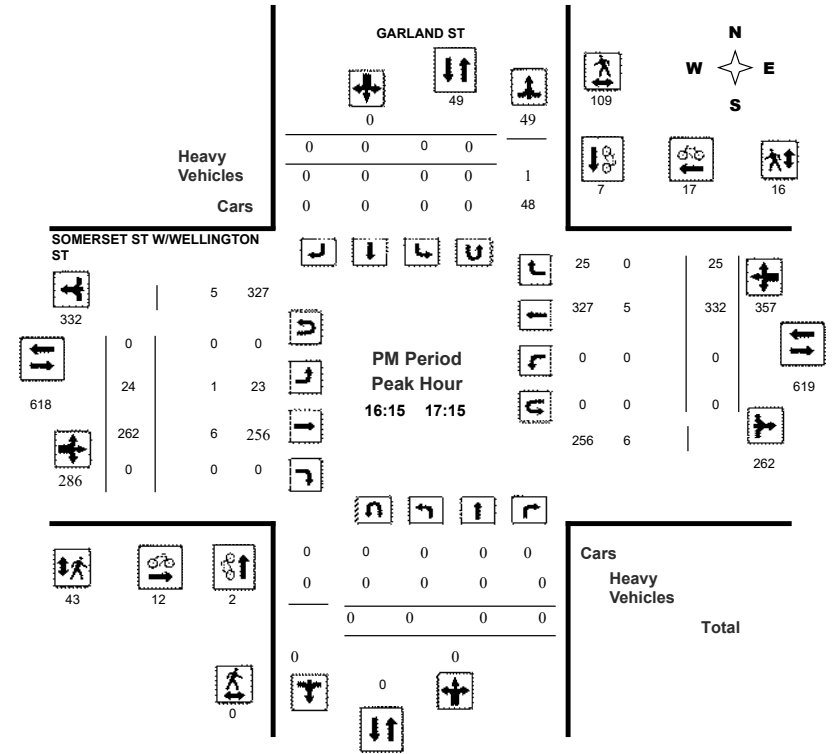 GARLAND ST
N
W E
S
49
109
0
49
0 0 0 0
Heavy
Vehicles
0 0 0 0 1
Cars
0 0 0 0 48
7 17 16
SOMERSET ST W/WELLINGTON
ST
5 327
332
0 0 0
24 1 23
618
262 6 256
286
0 0 0
PM Period
Peak Hour
16:15 17:15
25 0 25
327 5 332 357
0 0 0
619
0 0 0
256 6
262
0 0 0 0 0
Cars
0 0 0 0 0
Heavy
Vehicles
0 0 0 0
Total
43 12 2
0 0
0
0